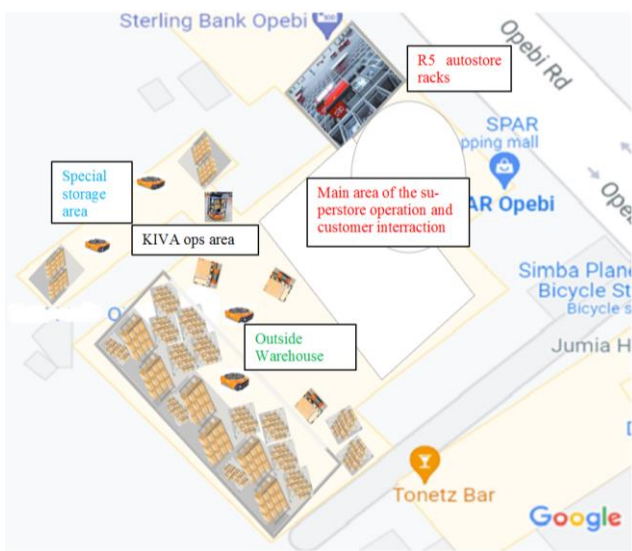 Sterling Bank Opebi
Opebi Rd
R5 autostore
racks
SPAR
pping mall
AR Opebi
Main area of the su-
perstore operation and
customer interraction
Special
storage
area
KIVA ops area
Ope
Simba Plane
Bicycle St
Bicycle s
Jumia H
O
Outside
Warehouse
Tonetz Bar
Google